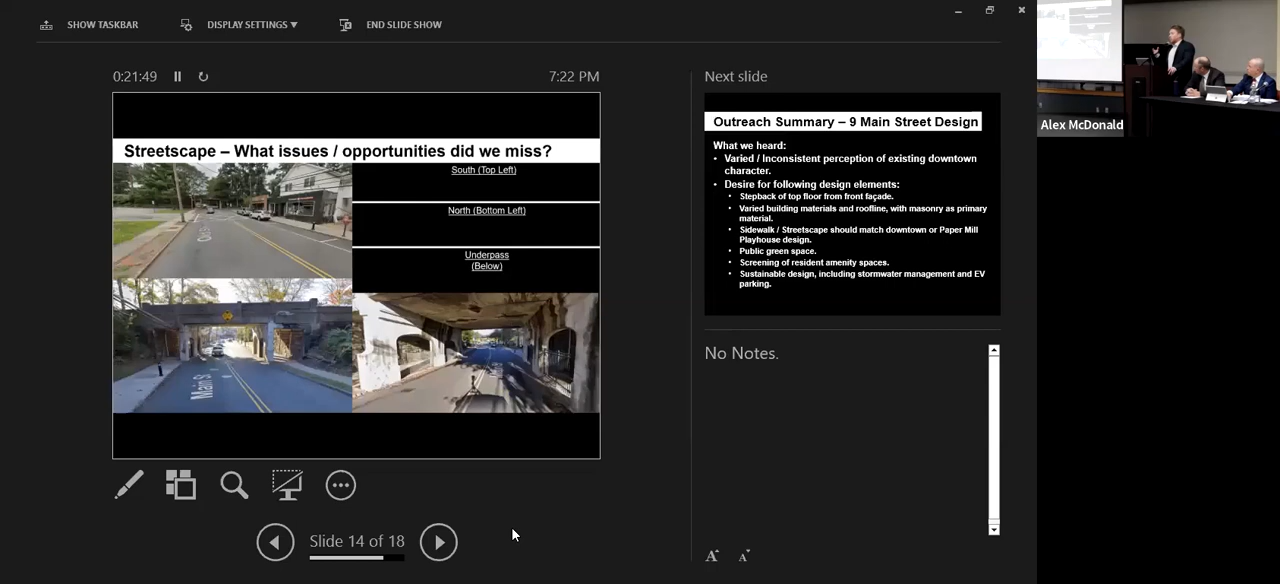 SHOW TASKBAR
DISPLAY SETTINGS
END SLIDE SHOW
0:21:49
7:22 PM
Streetscape – What issues / opportunities did we miss?
South (Top Left)
North (Bottom Left)
Underpass
(Below)
Main St
Slide 14 of 18
Next slide
Outreach Summary – 9 Main Street Design
What we heard:
• Varied / Inconsistent perception of existing downtown
character.
• Desire for following design elements:
• Stepback of top floor from front façade.
• Varied building materials and roofline, with masonry as primary
material.
• Sidewalk / Streetscape should match downtown or Paper Mill
Playhouse design.
• Public green space.
• Screening of resident amenity spaces.
• Sustainable design, including stormwater management and EV
parking.
No Notes.
A A
Alex McDonald